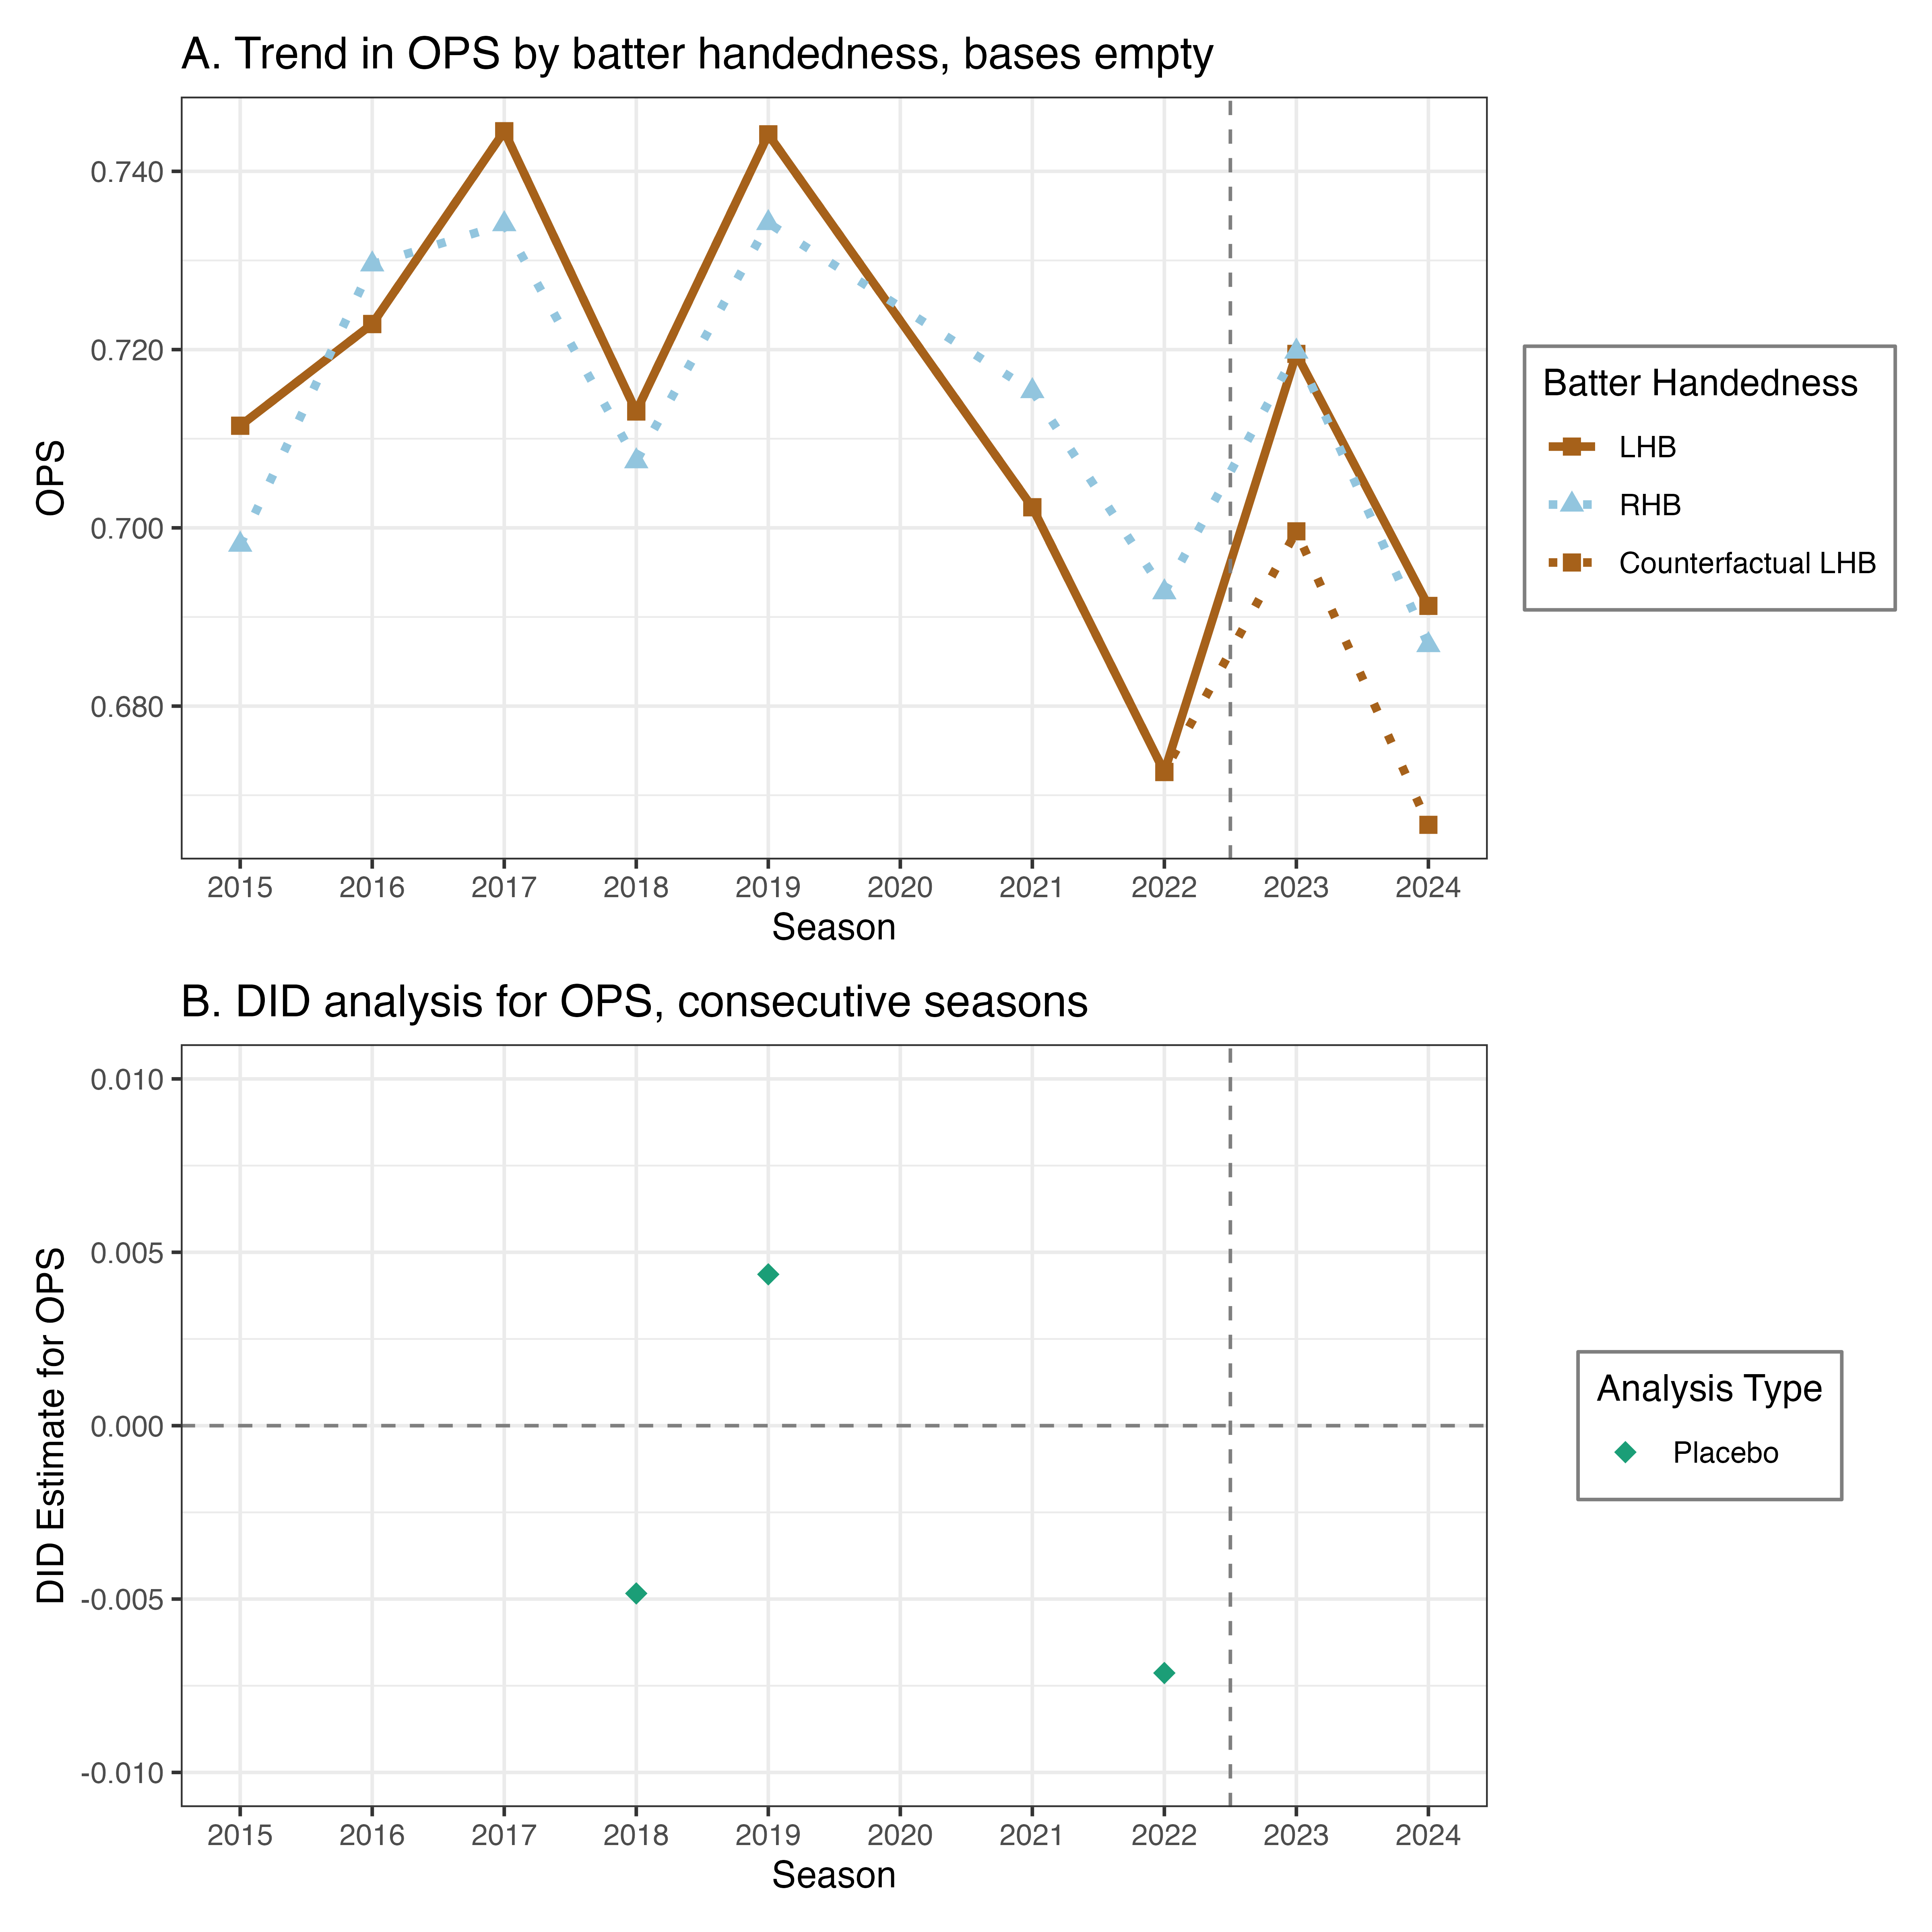 A. Trend in OPS by batter handedness, bases empty
0.740
0.720
0.700
0.680
OPS
2015 2016 2017 2018 2019 2020 2021 2022 2023 2024
Season
Batter Handedness
LHB
RHB
Counterfactual LHB
B. DID analysis for OPS, consecutive seasons
0.010
0.005
0.000
-0.005
-0.010
DID Estimate for OPS
2015 2016 2017 2018 2019 2020 2021 2022 2023 2024
Season
Analysis Type
Placebo